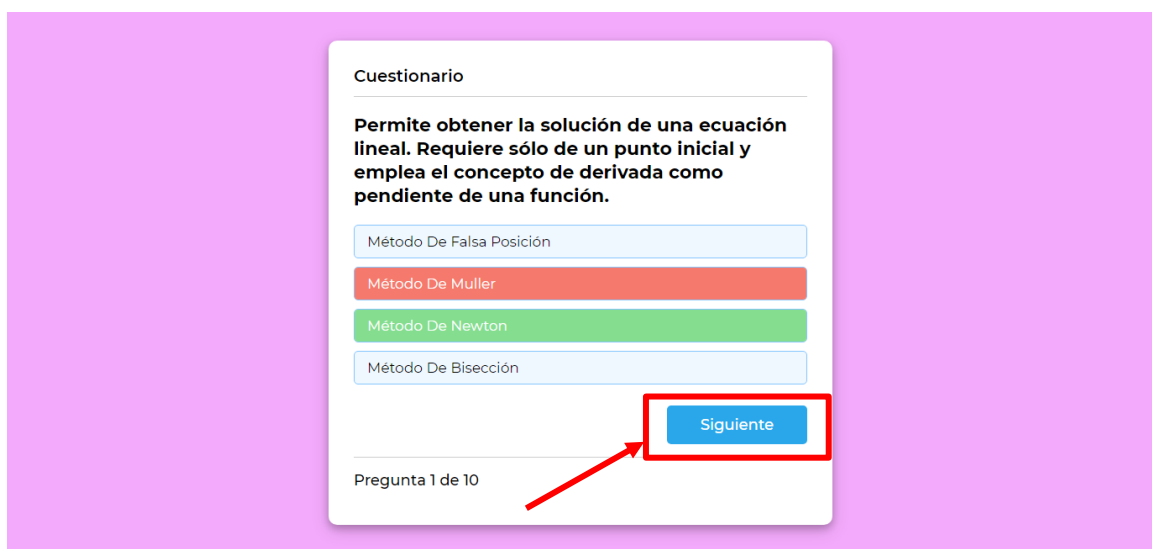 Cuestionario
Permite obtener la solución de una ecuación
lineal. Requiere sólo de un punto inicial y
emplea el concepto de derivada como
pendiente de una función.
Método De Falsa Posición
Método De Muller
Método De Newton
Método De Bisección
Siguiente
Pregunta 1 de 10